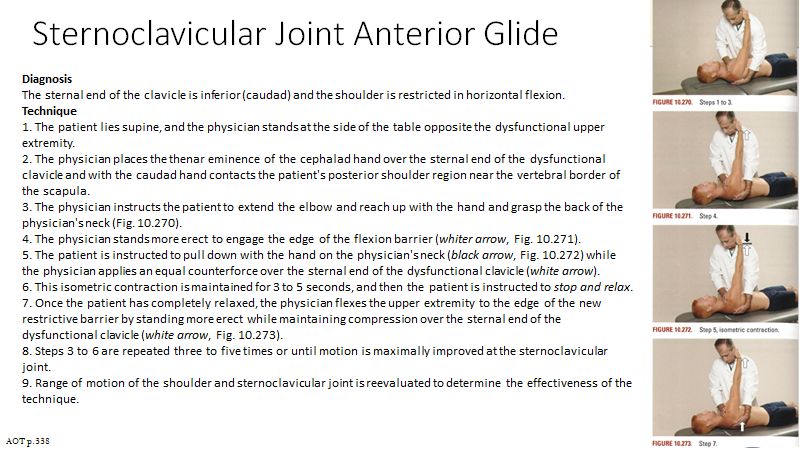 Sternoclavicular Joint Anterior Glide
Diagnosis
The sternal end of the clavicle is inferior (caudad) and the shoulder is restricted in horizontal flexion.
Technique
1. The patient lies supine, and the physician stands at the side of the table opposite the dysfunctional upper
extremity.
2. The physician places the thenar eminence of the cephalad hand over the sternal end of the dysfunctional
clavicle and with the caudad hand contacts the patient's posterior shoulder region near the vertebral border of
the scapula.
3. The physician instructs the patient to extend the elbow and reach up with the hand and grasp the back of the
physician's neck (Fig. 10.270).
4. The physician stands more erect to engage the edge of the flexion barrier (whiter arrow, Fig. 10.271).
5. The patient is instructed to pull down with the hand on the physician's neck (black arrow, Fig. 10.272) while
the physician applies an equal counterforce over the sternal end of the dysfunctional clavicle (white arrow).
6. This isometric contraction is maintained for 3 to 5 seconds, and then the patient is instructed to stop and relax.
7. Once the patient has completely relaxed, the physician flexes the upper extremity to the edge of the new
restrictive barrier by standing more erect while maintaining compression over the sternal end of the
dysfunctional clavicle (white arrow, Fig. 10.273).
8. Steps 3 to 6 are repeated three to five times or until motion is maximally improved at the sternoclavicular
joint.
9. Range of motion of the shoulder and sternoclavicular joint is reevaluated to determine the effectiveness of the
technique.
AOT p.338
FIGURE 10.270. Steps 1 to 3.
FIGURE 10.271. Step 4.
FIGURE 10.272. Step 5, isometric contraction.
FIGURE 10.273. Step 7.